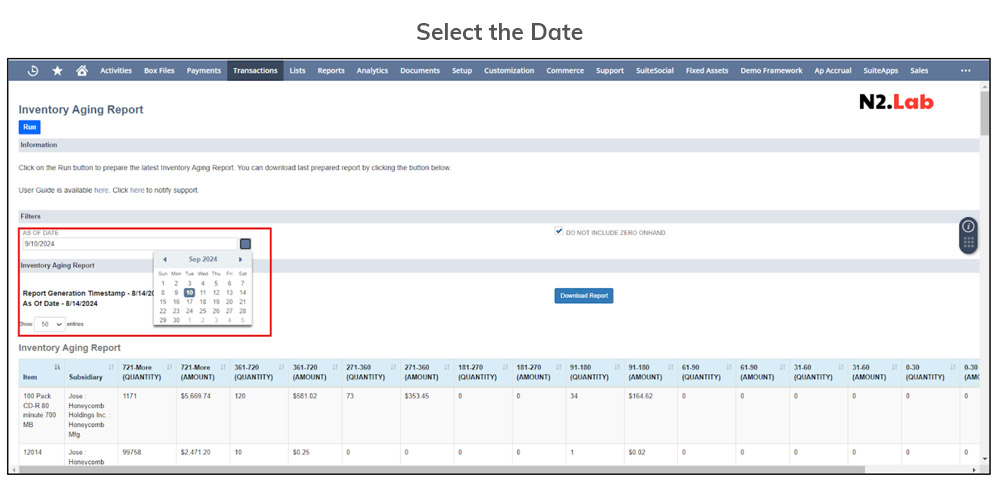 Select the Date
Activities Box Files Payments Transactions Lists Reports Analytics Documents Setup Customization Commerce Support SuiteSocial Fixed Assets Demo Framework Ap Accrual SuiteApps Sales ...
Inventory Aging Report
N2.Lab
Run
Information
Click on the Run button to prepare the latest Inventory Aging Report. You can download last prepared report by clicking the button below.
User Guide is available here. Click here to notify support.
Filters
AS OF DATE
9/10/2024
DO NOT INCLUDE ZERO ONHAND
Sep 2024
Sun Mon Tue Wed Thu Fri Sat
1 2 3 4 5 6 7
8 9 10 11 12 13 14
15 16 17 18 19 20 21
22 23 24 25 26 27 28
29 30 1 2 3 4 5
Inventory Aging Report
Report Generation Timestamp - 8/14/20
As Of Date - 8/14/2024
Download Report
Show 50 entries
Inventory Aging Report
Item Subsidiary 721-More (QUANTITY) 721-More (AMOUNT) 361-720 (QUANTITY) 361-720 (AMOUNT) 271-360 (QUANTITY) 271-360 (AMOUNT) 181-270 (QUANTITY) 181-270 (AMOUNT) 91-180 (QUANTITY) 91-180 (AMOUNT) 61-90 (QUANTITY) 61-90 (AMOUNT) 31-60 (QUANTITY) 31-60 (AMOUNT) 0-30 (QUANTITY) 0-30 (AMO
100 Pack Jose : 1171 $5,669.74 120 $581.02 73 $353.45 0 0 34 $164.62 0 0 0 0 0 0
CD-R 80 Honeycomb
minute 700 Holdings Inc. :
MB Honeycomb
Mfg.
12014 Jose : 99758 $2,471.20 10 $0.25 0 0 0 0 1 $0.02 0 0 0 0 0 0
Honeycomb